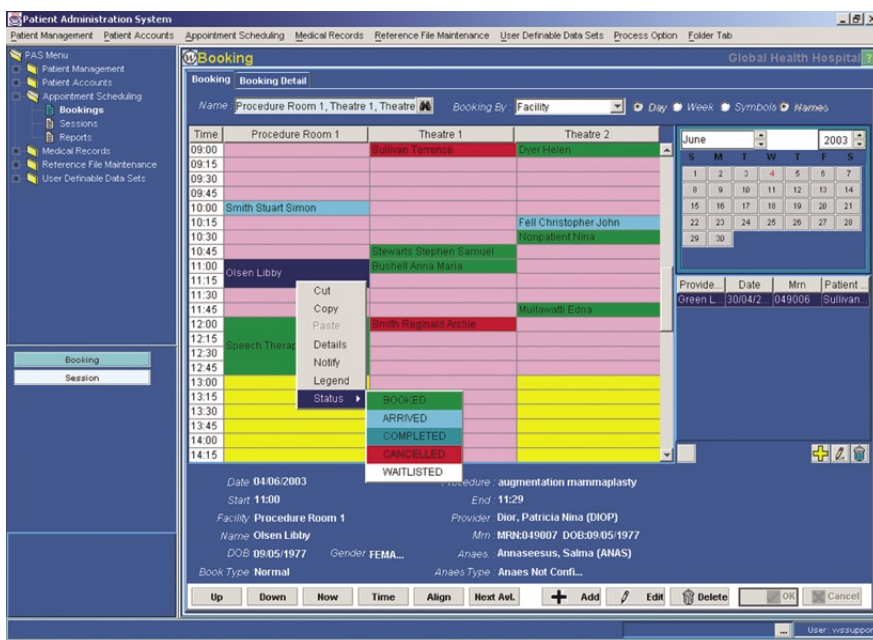 Patient Administration System
Patient Management Patient Accounts Appointment Scheduling Medical Records Reference File Maintenance User Definable Data Sets Process Option Folder Tab
PAS Menu
Patient Management
Patient Accounts
Appointment Scheduling
Bookings
Sessions
Reports
Medical Records
Reference File Maintenance
User Definable Data Sets
Booking
Session
Booking Global Health Hospital ?
Booking Booking Detail
Name : Procedure Room 1, Theatre 1, Theatre Booking By : Facility Day Week Symbols Names
Time Procedure Room 1 Theatre 1 Theatre 2
09:00 Sullivan Terrence Dyer Helen
09:15
09:30
09:45
10:00 Smith Stuart Simon
10:15 Fell Christopher John
10:30 Nonpatient Nina
10:45 Stewarts Stephen Samuel
11:00 Olsen Libby Bushell Anna Maria
11:15
11:30
11:45 Mullawatti Edna
12:00 Smith Reginald Archie
12:15 Speech Therap
12:30
12:45
13:00
13:15
13:30
13:45
14:00
14:15
Cut
Copy
Paste
Details
Notify
Legend
Status
BOOKED
ARRIVED
COMPLETED
CANCELLED
WAITLISTED
June 2003
S M T W T F S
1 2 3 4 5 6 7
8 9 10 11 12 13 14
15 16 17 18 19 20 21
22 23 24 25 26 27 28
29 30
Provide... Date Mrn Patient ...
Green L... 30/04/2... 049006 Sullivan...
Date 04/06/2003 Procedure : augmentation mammaplasty
Start 11:00 End : 11:29
Facility Procedure Room 1 Provider : Dior, Patricia Nina (DIOP)
Name Olsen Libby Mrn : MRN:049007 DOB:09/05/1977
DOB 09/05/1977 Gender FEMA... Anaes. : Annaseesus, Salma (ANAS)
Book Type Normal Anaes Type : Anaes Not Confi...
Up Down Now Time Align Next Avl. Add Edit Delete OK Cancel
... User: wssuppor